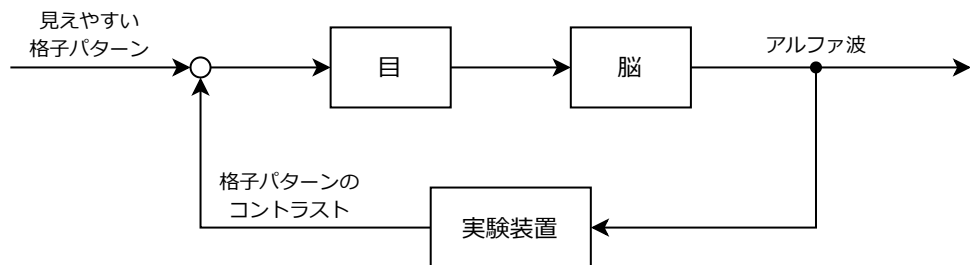 見えやすい
格子パターン
目
脳
アルファ波
格子パターンの
コントラスト
実験装置